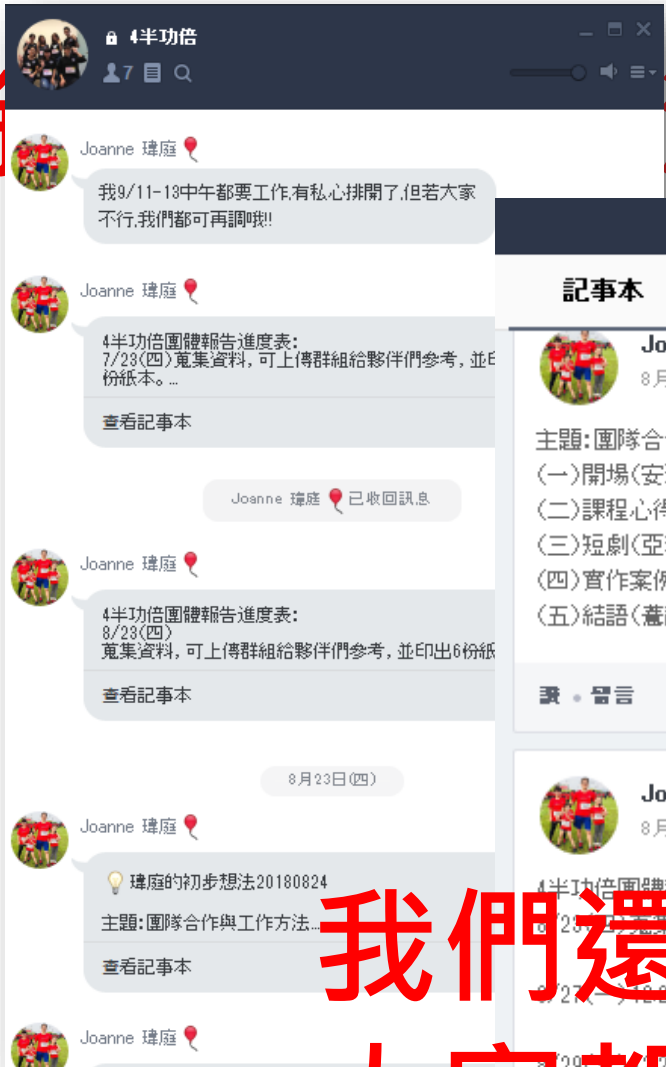 4半功倍
7
Joanne 瑋庭
我9/11-13中午都要工作,有私心排開了,但若大家
不行,我們都可再調哦!!
Joanne 瑋庭
4半功倍團體報告進度表:
7/23(四)蒐集資料, 可上傳群組給夥伴們參考, 並E
份紙本。...
查看記事本
Joanne 瑋庭 已收回訊息
Joanne 瑋庭
4半功倍團體報告進度表:
8/23(四)
蒐集資料, 可上傳群組給夥伴們參考, 並印出6份紙
查看記事本
8月23日(四)
Joanne 瑋庭
瑋庭的初步想法20180824
主題:團隊合作與工作方法...
查看記事本
Joanne 瑋庭
記事本
Jo
8月
主題:團隊合
(一)開場(安
(二)課程心得
(三)短劇(亞
(四)實作案例
(五)結語(
讚 留言
Jo
8月
4半功倍團體
我們還